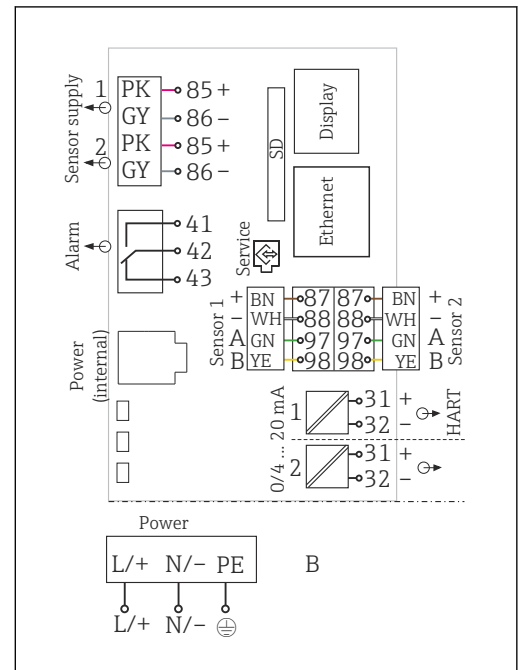 Sensor supply
1
PK 85 +
GY 86 –
2
PK 85 +
GY 86 –
Display
SD
Ethernet
Alarm
41
42
43
Service
Power
(internal)
Sensor 1
+ BN 87 87 BN +
– WH 88 88 WH –
A GN 97 97 GN A
B YE 98 98 YE B
Sensor 2
0/4 ... 20 mA
1
31 +
32 –
HART
2
31 +
32 –
Power
L/+ N/– PE
B
L/+ N/–